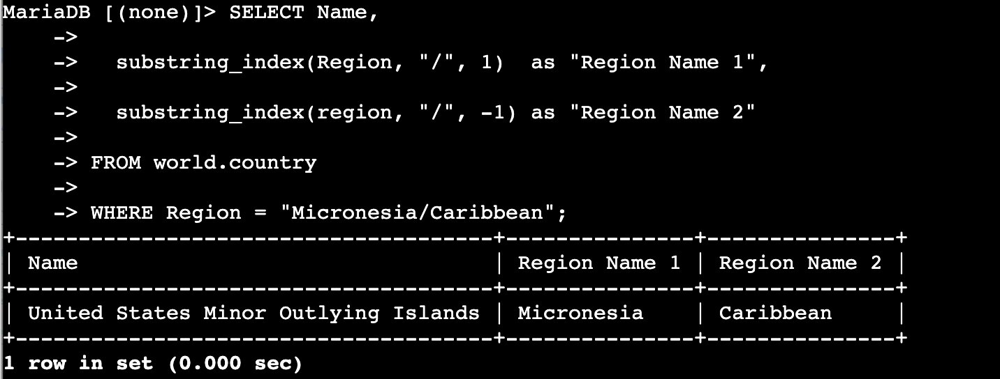 MariaDB [(none)]> SELECT Name,
    ->
    ->   substring_index(Region, "/", 1)  as "Region Name 1",
    ->
    ->   substring_index(region, "/", -1) as "Region Name 2"
    ->
    -> FROM world.country
    ->
    -> WHERE Region = "Micronesia/Caribbean";
+--------------------------------------+---------------+---------------+
| Name                                 | Region Name 1 | Region Name 2 |
+--------------------------------------+---------------+---------------+
| United States Minor Outlying Islands | Micronesia    | Caribbean     |
+--------------------------------------+---------------+---------------+
1 row in set (0.000 sec)